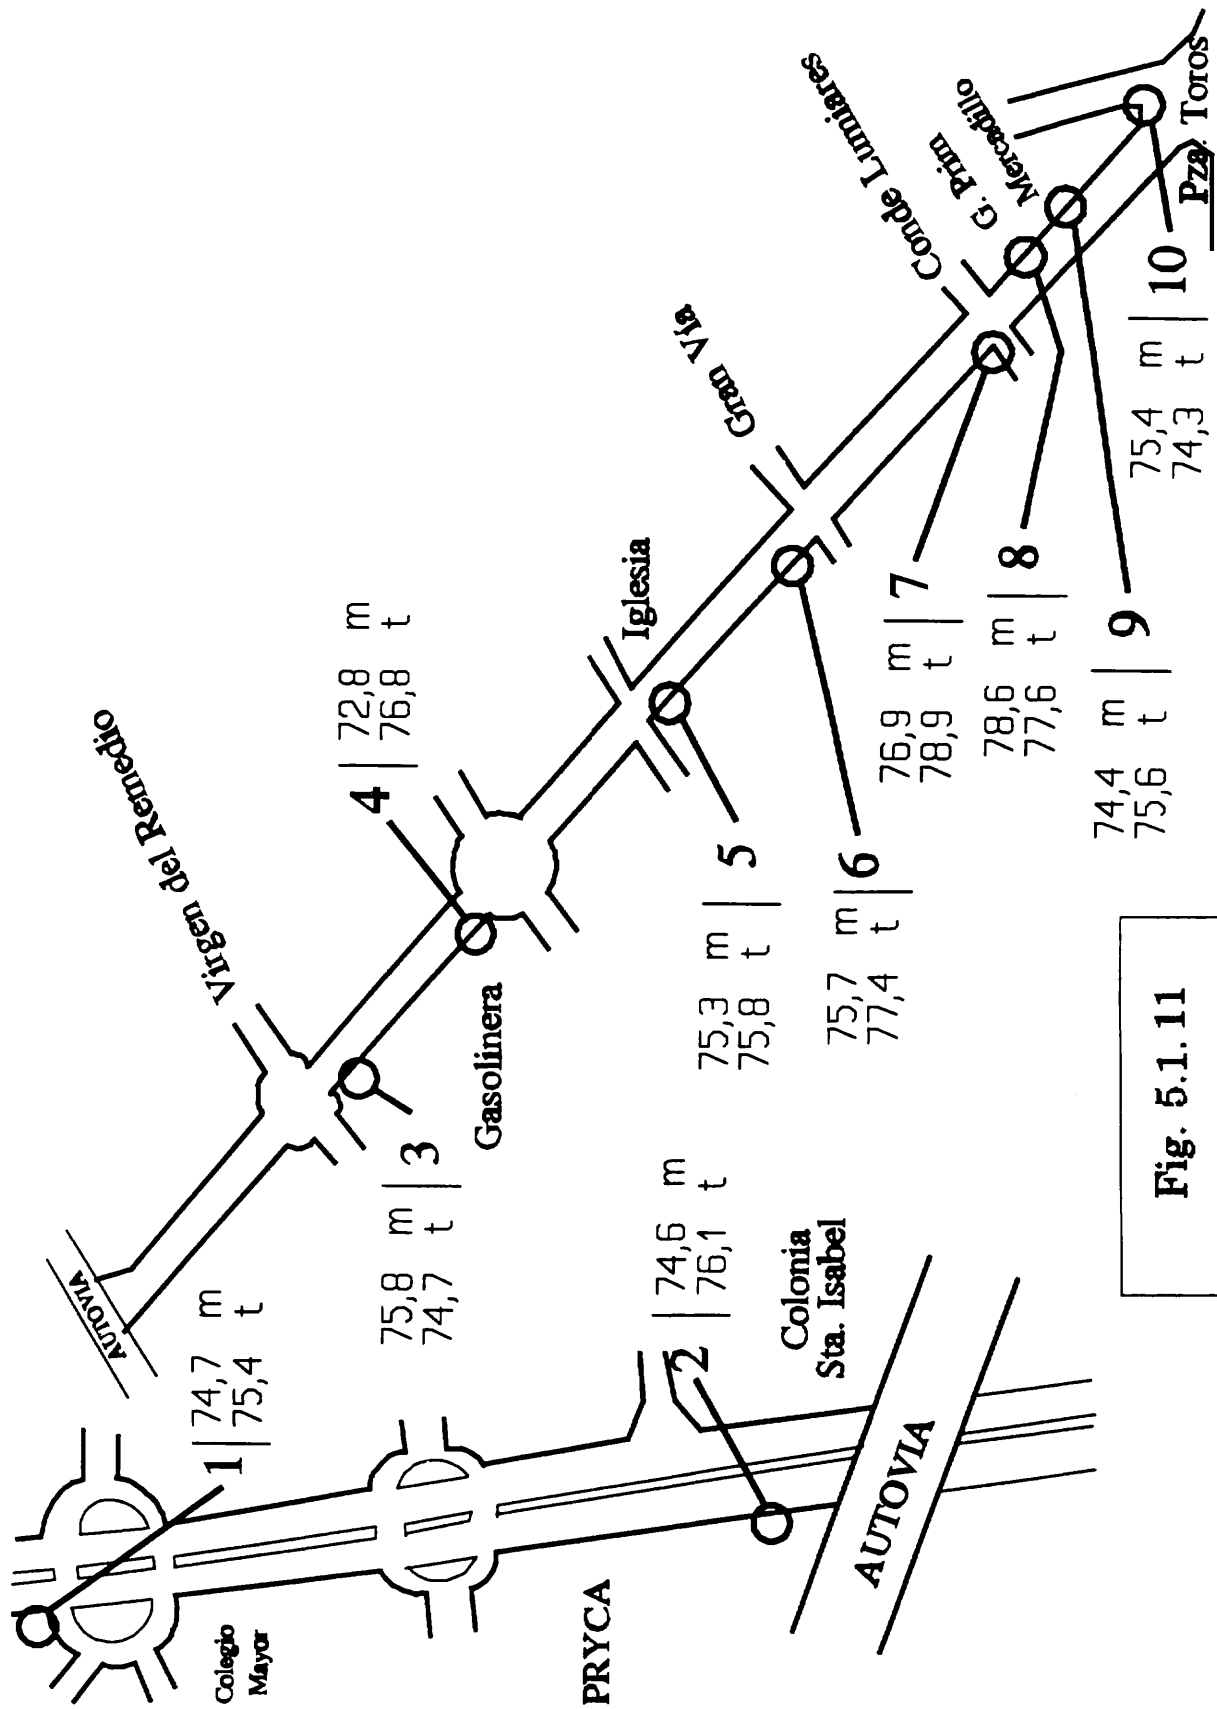 Colegio
Mayor
1 | 74,7 m
75,4 t
AUTOVIA
PRYCA
2 | 74,6 m
76,1 t
Colonia
Sta. Isabel
AUTOVIA
Virgen del Remedio
75,8 m | 3
74,7 t
Gasolinera
4 | 72,8 m
76,8 t
Iglesia
75,3 m | 5
75,8 t
Gran Vía
75,7 m | 6
77,4 t
Conde Lumiares
76,9 m | 7
78,9 t
G. Prim
78,6 m | 8
77,6 t
Mercadillo
74,4 m | 9
75,6 t
75,4 m | 10
74,3 t
Pza. Toros
Fig. 5.1.11